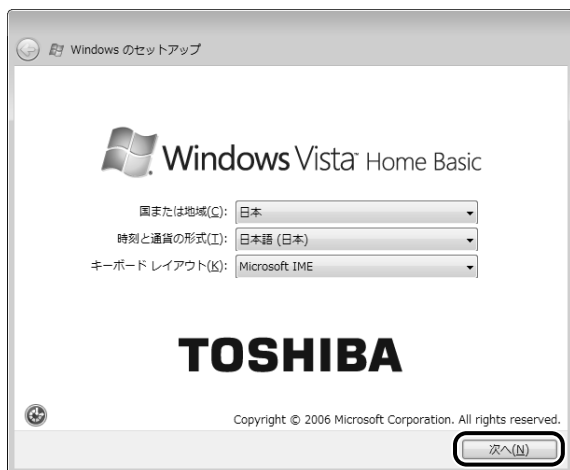 Windows のセットアップ
Windows Vista™ Home Basic
国または地域(C): 日本
時刻と通貨の形式(T): 日本語 (日本)
キーボード レイアウト(K): Microsoft IME
TOSHIBA
Copyright © 2006 Microsoft Corporation. All rights reserved.
次へ(N)